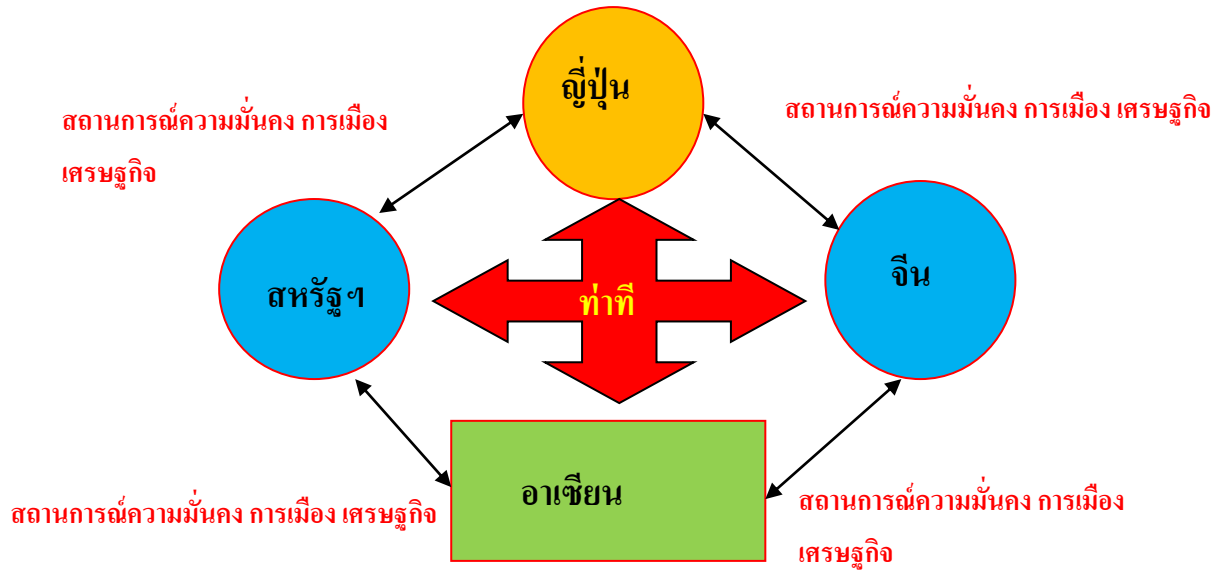 ญี่ปุ่น
สถานการณ์ความมั่นคง การเมือง
เศรษฐกิจ
สถานการณ์ความมั่นคง การเมือง เศรษฐกิจ
สหรัฐฯ
ท่าที
จีน
อาเซียน
สถานการณ์ความมั่นคง การเมือง เศรษฐกิจ
สถานการณ์ความมั่นคง การเมือง
เศรษฐกิจ